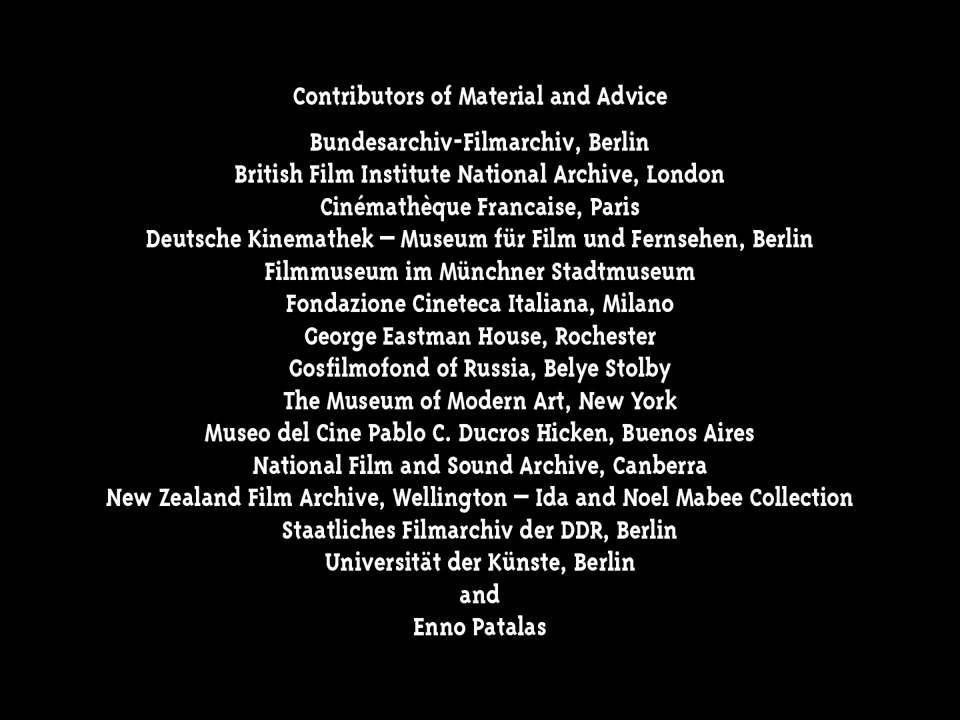 Contributors of Material and Advice
Bundesarchiv-Filmarchiv, Berlin
British Film Institute National Archive, London
Cinémathèque Francaise, Paris
Deutsche Kinemathek – Museum für Film und Fernsehen, Berlin
Filmmuseum im Münchner Stadtmuseum
Fondazione Cineteca Italiana, Milano
George Eastman House, Rochester
Gosfilmofond of Russia, Belye Stolby
The Museum of Modern Art, New York
Museo del Cine Pablo C. Ducros Hicken, Buenos Aires
National Film and Sound Archive, Canberra
New Zealand Film Archive, Wellington – Ida and Noel Mabee Collection
Staatliches Filmarchiv der DDR, Berlin
Universität der Künste, Berlin
and
Enno Patalas